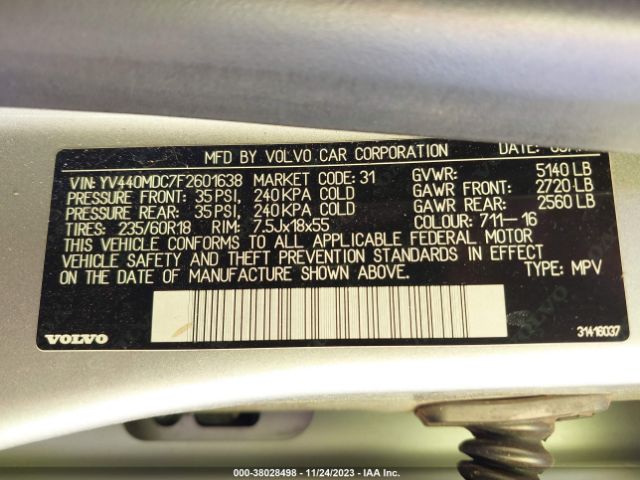 MFD BY VOLVO CAR CORPORATION DATE:
VIN: YV440MDC7F2601638 MARKET CODE: 31 GVWR: 5140 LB
PRESSURE FRONT: 35 PSI, 240 KPA COLD GAWR FRONT: 2720 LB
PRESSURE REAR: 35 PSI, 240 KPA COLD GAWR REAR: 2560 LB
TIRES: 235/60R18 RIM: 7.5Jx18x55 COLOUR: 711-16
THIS VEHICLE CONFORMS TO ALL APPLICABLE FEDERAL MOTOR
VEHICLE SAFETY AND THEFT PREVENTION STANDARDS IN EFFECT
ON THE DATE OF MANUFACTURE SHOWN ABOVE. TYPE: MPV
VOLVO 31416037
000-38028498 - 11/24/2023 - IAA Inc.